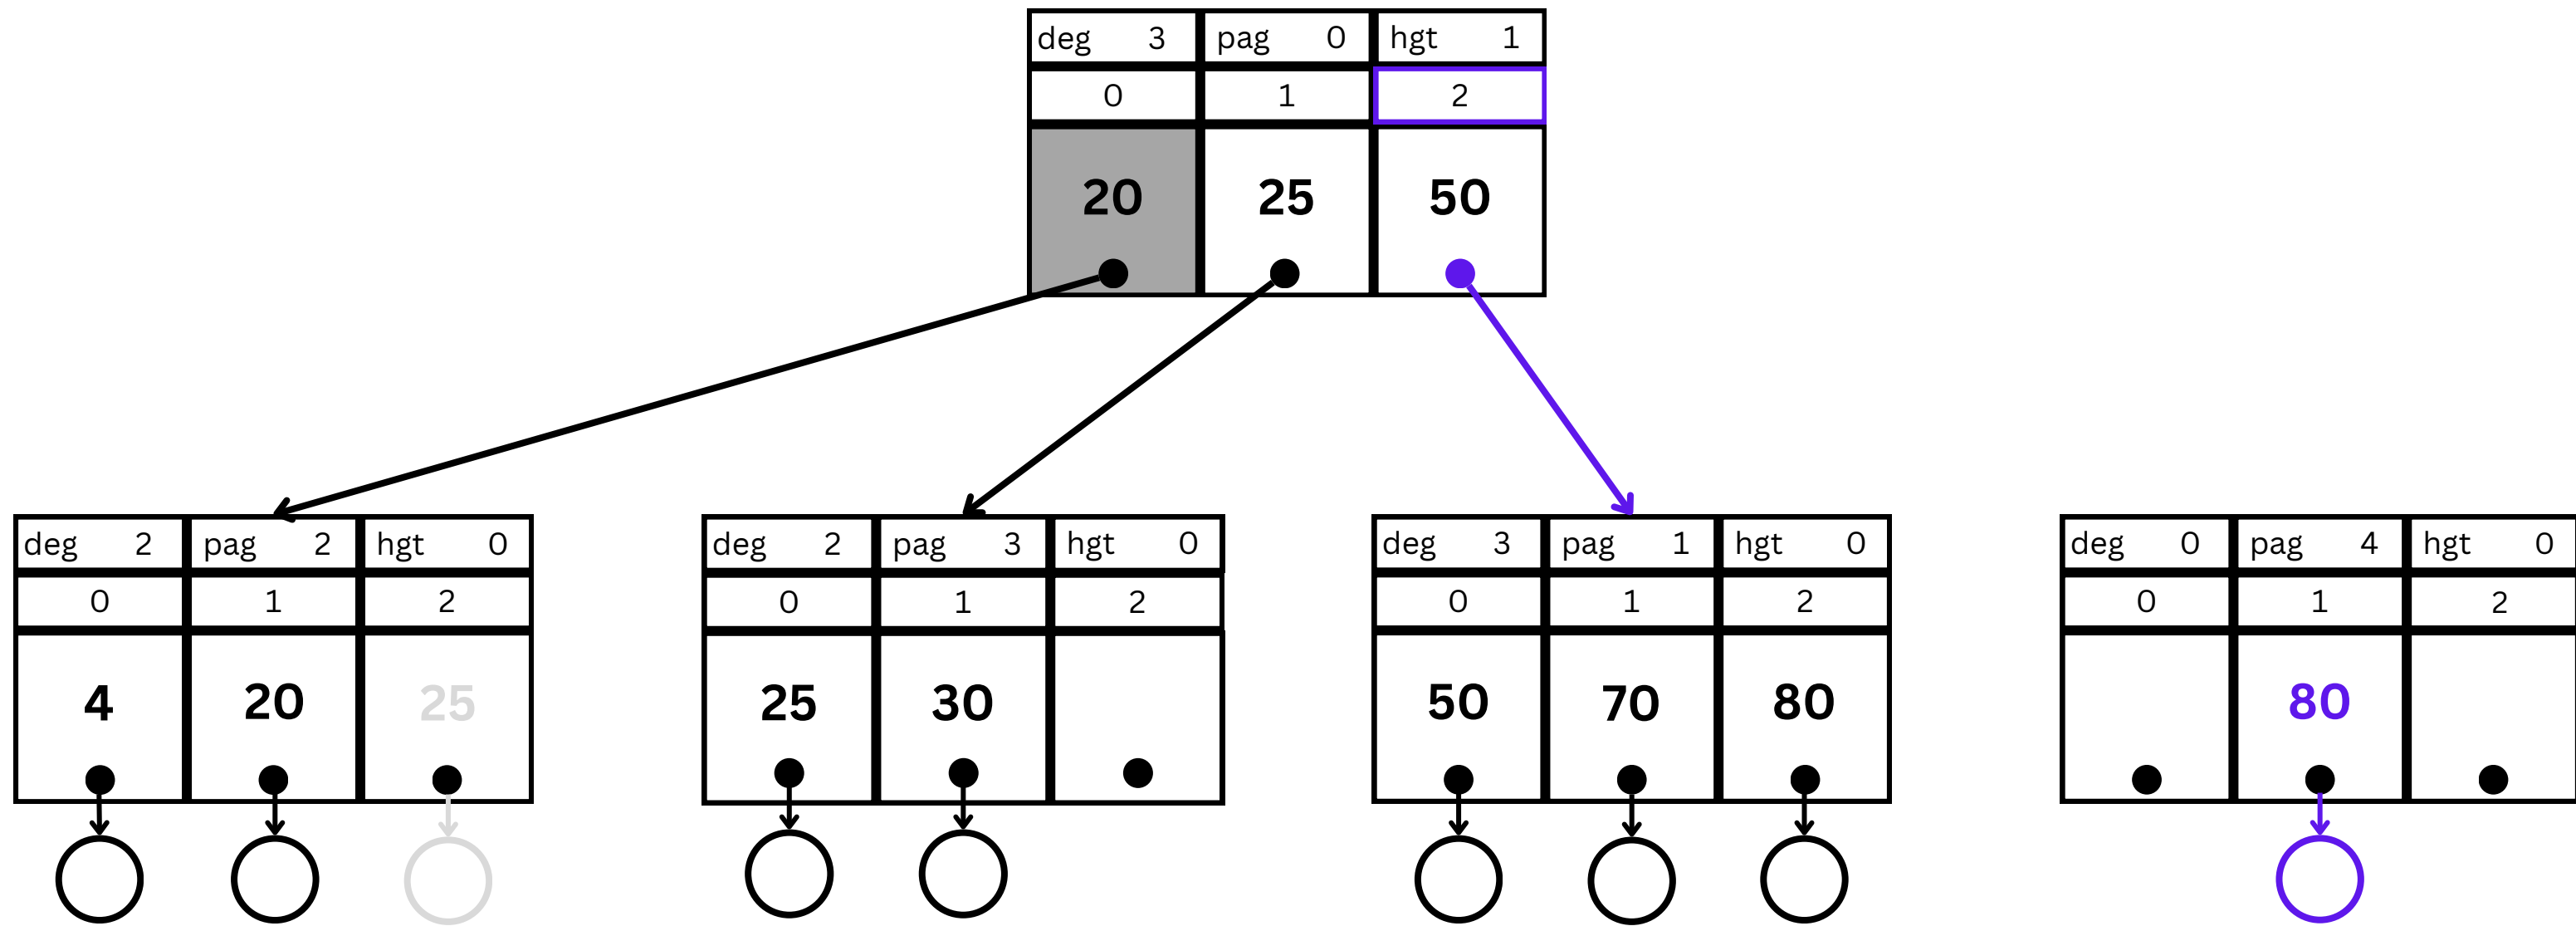 deg 3 pag 0 hgt 1
0 1 2
20 25 50
deg 2 pag 2 hgt 0
0 1 2
4 20 25
deg 2 pag 3 hgt 0
0 1 2
25 30
deg 3 pag 1 hgt 0
0 1 2
50 70 80
deg 0 pag 4 hgt 0
0 1 2
80